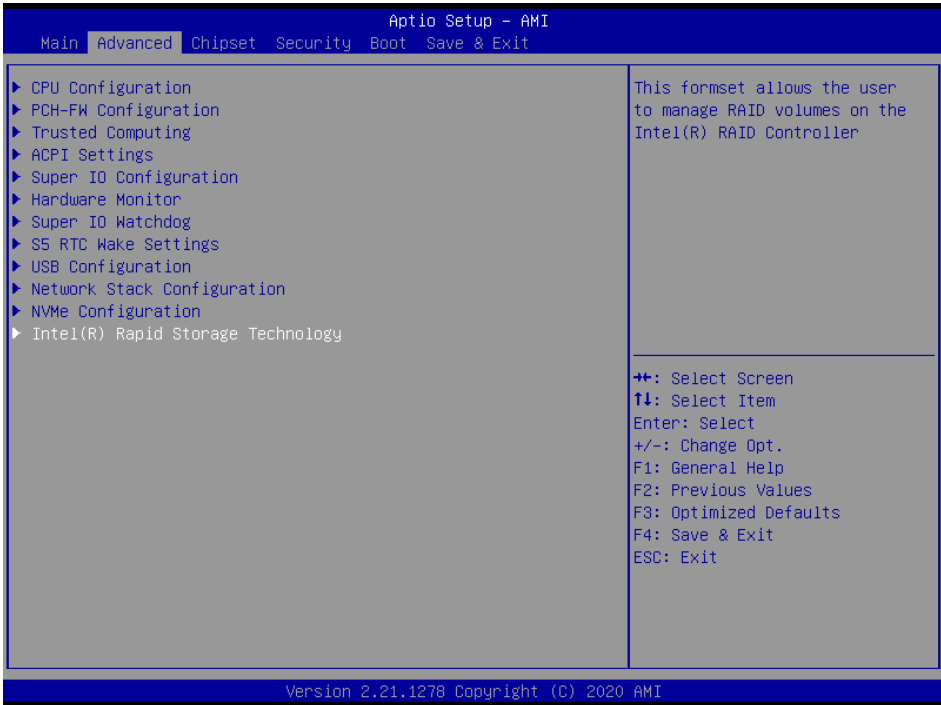 Aptio Setup – AMI
Main Advanced Chipset Security Boot Save & Exit
▶ CPU Configuration
▶ PCH-FW Configuration
▶ Trusted Computing
▶ ACPI Settings
▶ Super IO Configuration
▶ Hardware Monitor
▶ Super IO Watchdog
▶ S5 RTC Wake Settings
▶ USB Configuration
▶ Network Stack Configuration
▶ NVMe Configuration
▶ Intel(R) Rapid Storage Technology
This formset allows the user
to manage RAID volumes on the
Intel(R) RAID Controller
→←: Select Screen
↑↓: Select Item
Enter: Select
+/-: Change Opt.
F1: General Help
F2: Previous Values
F3: Optimized Defaults
F4: Save & Exit
ESC: Exit
Version 2.21.1278 Copyright (C) 2020 AMI